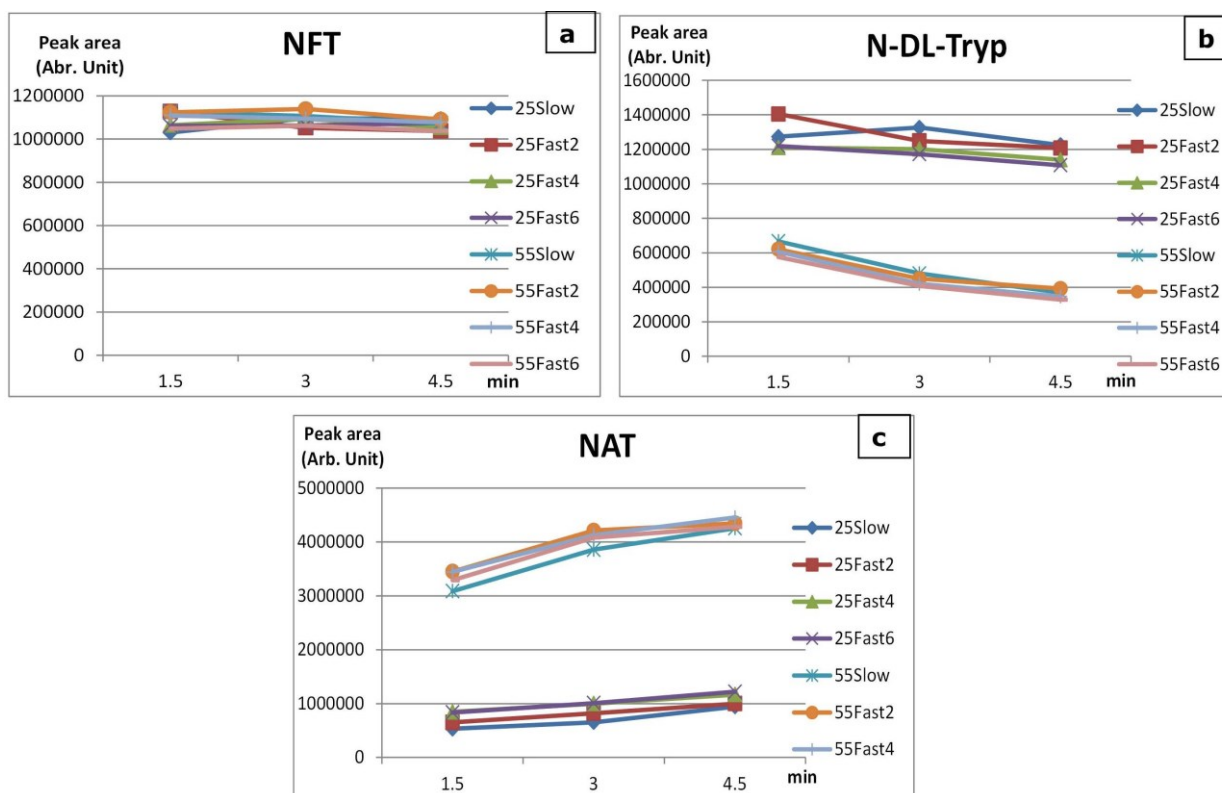 Peak area
(Abr. Unit)
NFT
a
1200000
1000000
800000
600000
400000
200000
0
1.5
3
4.5
min
25Slow
25Fast2
25Fast4
25Fast6
55Slow
55Fast2
55Fast4
55Fast6
Peak area
(Abr. Unit)
N-DL-Tryp
b
1600000
1400000
1200000
1000000
800000
600000
400000
200000
0
1.5
3
4.5
min
25Slow
25Fast2
25Fast4
25Fast6
55Slow
55Fast2
55Fast4
55Fast6
Peak area
(Arb. Unit)
NAT
c
5000000
4000000
3000000
2000000
1000000
0
1.5
3
4.5
min
25Slow
25Fast2
25Fast4
25Fast6
55Slow
55Fast2
55Fast4